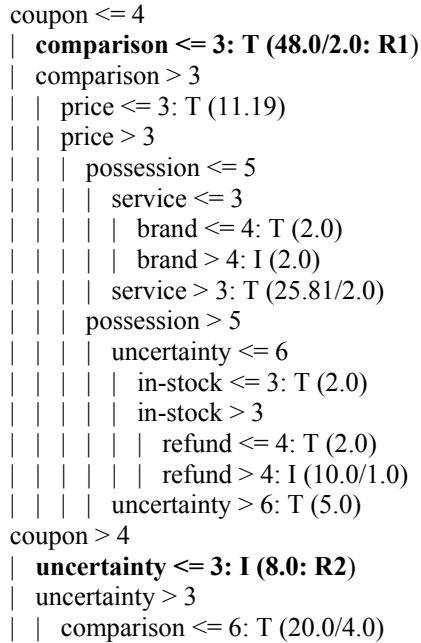 coupon <= 4
| comparison <= 3: T (48.0/2.0: R1)
| comparison > 3
| | price <= 3: T (11.19)
| | price > 3
| | | possession <= 5
| | | | service <= 3
| | | | | brand <= 4: T (2.0)
| | | | | brand > 4: I (2.0)
| | | | service > 3: T (25.81/2.0)
| | | possession > 5
| | | | uncertainty <= 6
| | | | | in-stock <= 3: T (2.0)
| | | | | in-stock > 3
| | | | | | refund <= 4: T (2.0)
| | | | | | refund > 4: I (10.0/1.0)
| | | | uncertainty > 6: T (5.0)
coupon > 4
| uncertainty <= 3: I (8.0: R2)
| uncertainty > 3
| | comparison <= 6: T (20.0/4.0)